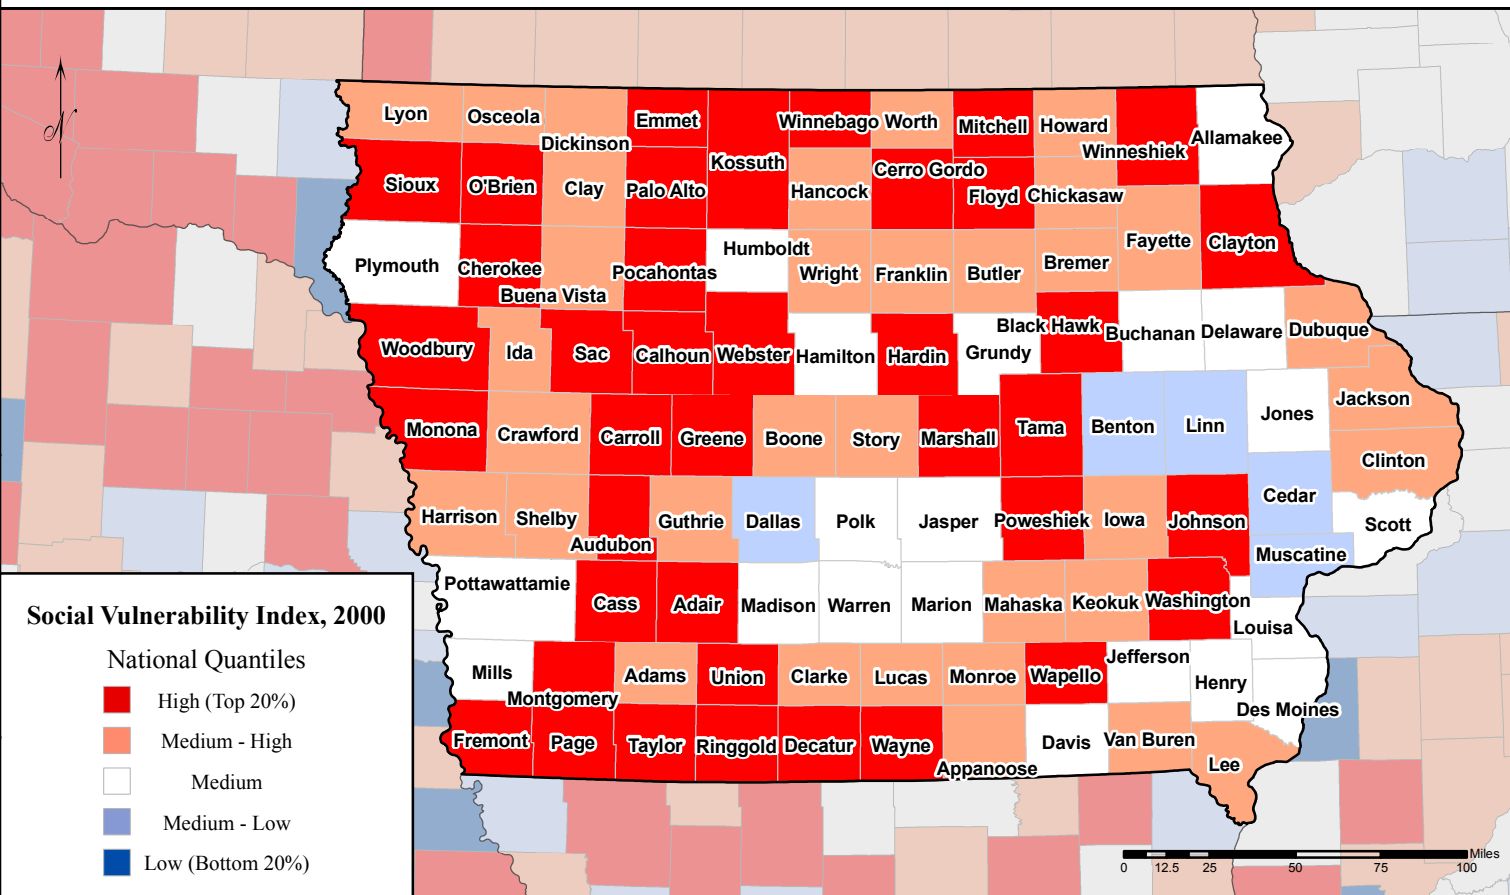 N
Lyon
Osceola
Dickinson
Emmet
Kossuth
Winnebago
Worth
Mitchell
Howard
Winneshiek
Allamakee
Sioux
O'Brien
Clay
Palo Alto
Hancock
Cerro Gordo
Floyd
Chickasaw
Fayette
Clayton
Plymouth
Cherokee
Buena Vista
Pocahontas
Humboldt
Wright
Franklin
Butler
Bremer
Woodbury
Ida
Sac
Calhoun
Webster
Hamilton
Hardin
Grundy
Black Hawk
Buchanan
Delaware
Dubuque
Monona
Crawford
Carroll
Greene
Boone
Story
Marshall
Tama
Benton
Linn
Jones
Jackson
Clinton
Harrison
Shelby
Audubon
Guthrie
Dallas
Polk
Jasper
Poweshiek
Iowa
Johnson
Cedar
Scott
Muscatine
Pottawattamie
Cass
Adair
Madison
Warren
Marion
Mahaska
Keokuk
Washington
Louisa
Mills
Montgomery
Adams
Union
Clarke
Lucas
Monroe
Wapello
Jefferson
Henry
Des Moines
Fremont
Page
Taylor
Ringgold
Decatur
Wayne
Appanoose
Davis
Van Buren
Lee
Social Vulnerability Index, 2000
National Quantiles
High (Top 20%)
Medium - High
Medium
Medium - Low
Low (Bottom 20%)
Miles
0 12.5 25 50 75 100